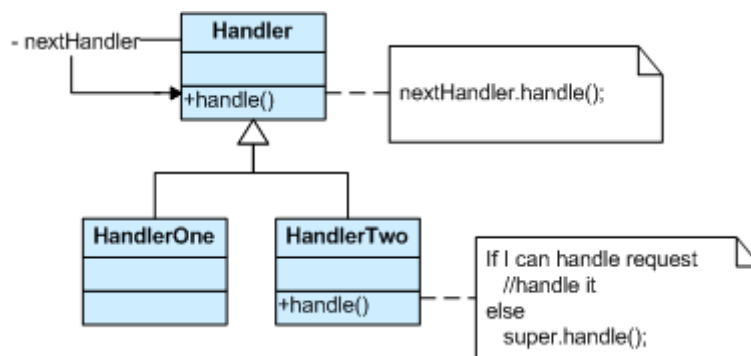 Handler
- nextHandler
+handle()
nextHandler.handle();
HandlerOne
HandlerTwo
+handle()
If I can handle request
//handle it
else
super.handle();